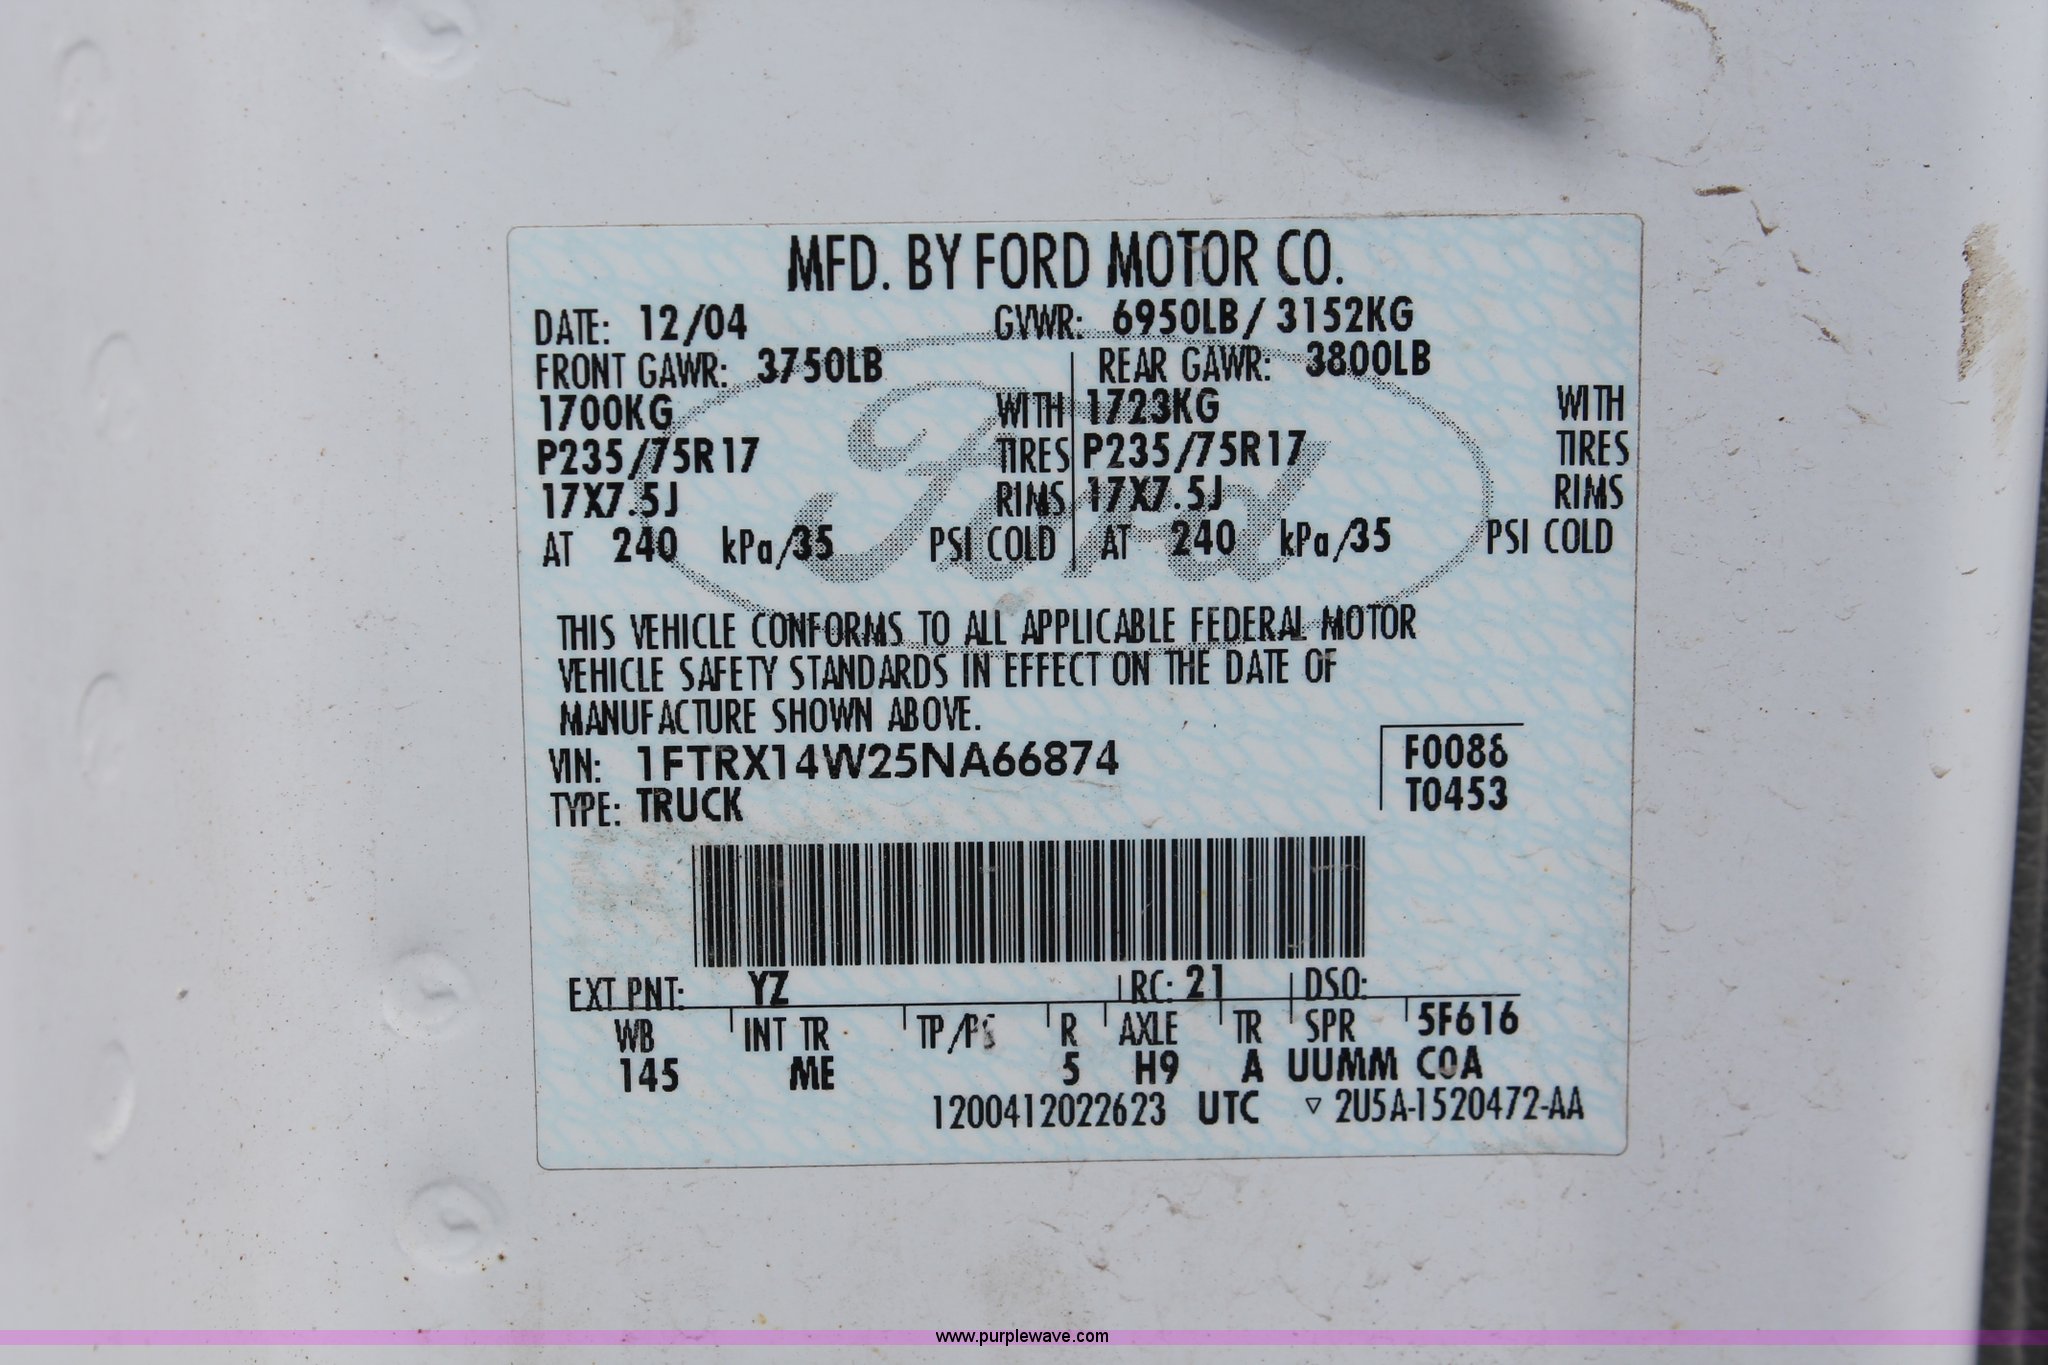 MFD. BY FORD MOTOR CO.
DATE: 12/04 GVWR: 6950LB / 3152KG
FRONT GAWR: 3750LB REAR GAWR: 3800LB
1700KG WITH 1723KG WITH
P235/75R17 TIRES P235/75R17 TIRES
17X7.5J RIMS 17X7.5J RIMS
AT 240 kPa/35 PSI COLD AT 240 kPa/35 PSI COLD
Ford
THIS VEHICLE CONFORMS TO ALL APPLICABLE FEDERAL MOTOR
VEHICLE SAFETY STANDARDS IN EFFECT ON THE DATE OF
MANUFACTURE SHOWN ABOVE.
VIN: 1FTRX14W25NA66874 F0086
TYPE: TRUCK T0453
EXT PNT: YZ RC: 21 DSO:
WB INT TR TP/PS R AXLE TR SPR 5F616
145 ME 5 H9 A UUMM COA
1200412022623 UTC ▽ 2U5A-1520472-AA
www.purplewave.com